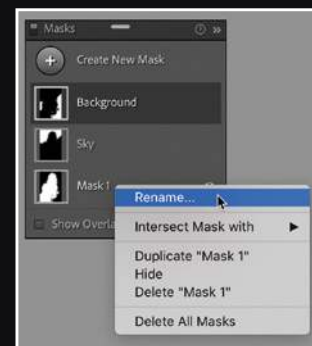 Masks
Create New Mask
Background
Sky
Mask 1
Show Overla
Rename...
Intersect Mask with
Duplicate "Mask 1"
Hide
Delete "Mask 1"
Delete All Masks